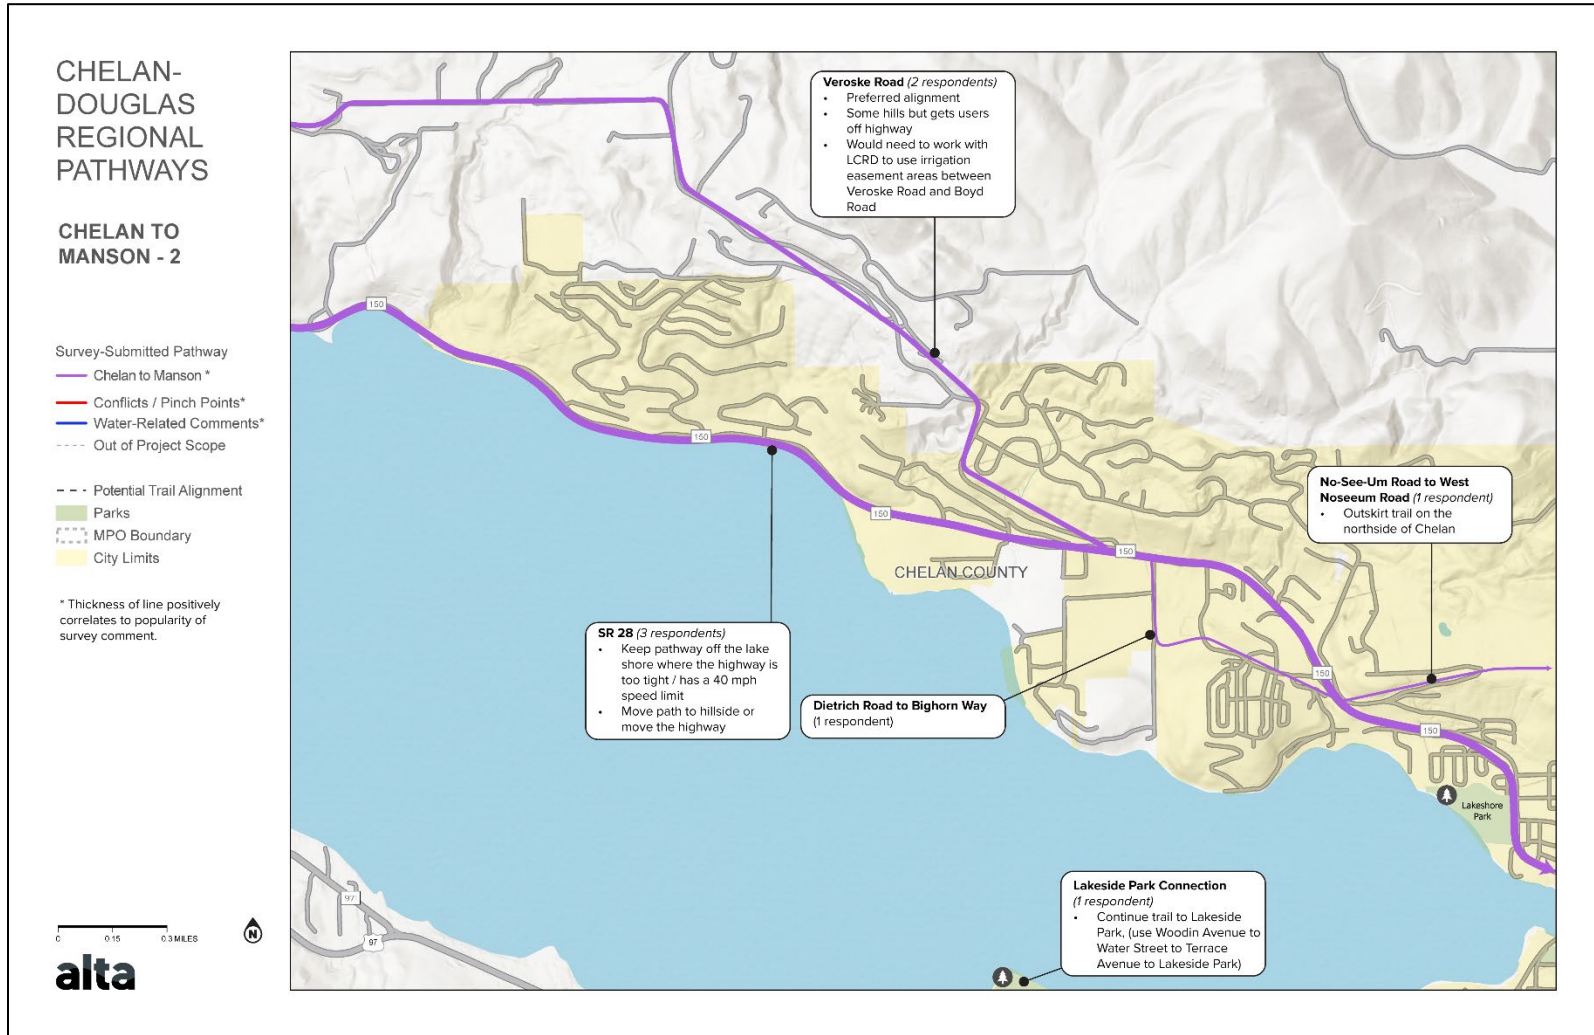 CHELAN-
DOUGLAS
REGIONAL
PATHWAYS
CHELAN TO
MANSON - 2
Survey-Submitted Pathway
Chelan to Manson *
Conflicts / Pinch Points*
Water-Related Comments*
Out of Project Scope
Potential Trail Alignment
Parks
MPO Boundary
City Limits
* Thickness of line positively
correlates to popularity of
survey comment.
0 0.15 0.3 MILES
N
alta
Veroske Road (2 respondents)
• Preferred alignment
• Some hills but gets users
off highway
• Would need to work with
LCRD to use irrigation
easement areas between
Veroske Road and Boyd
Road
150
150
150
150
150
150
CHELAN COUNTY
No-See-Um Road to West
Noseeum Road (1 respondent)
• Outskirt trail on the
northside of Chelan
SR 28 (3 respondents)
• Keep pathway off the lake
shore where the highway is
too tight / has a 40 mph
speed limit
• Move path to hillside or
move the highway
Dietrich Road to Bighorn Way
(1 respondent)
Lakeshore
Park
Lakeside Park Connection
(1 respondent)
• Continue trail to Lakeside
Park, (use Woodin Avenue to
Water Street to Terrace
Avenue to Lakeside Park)
97
97